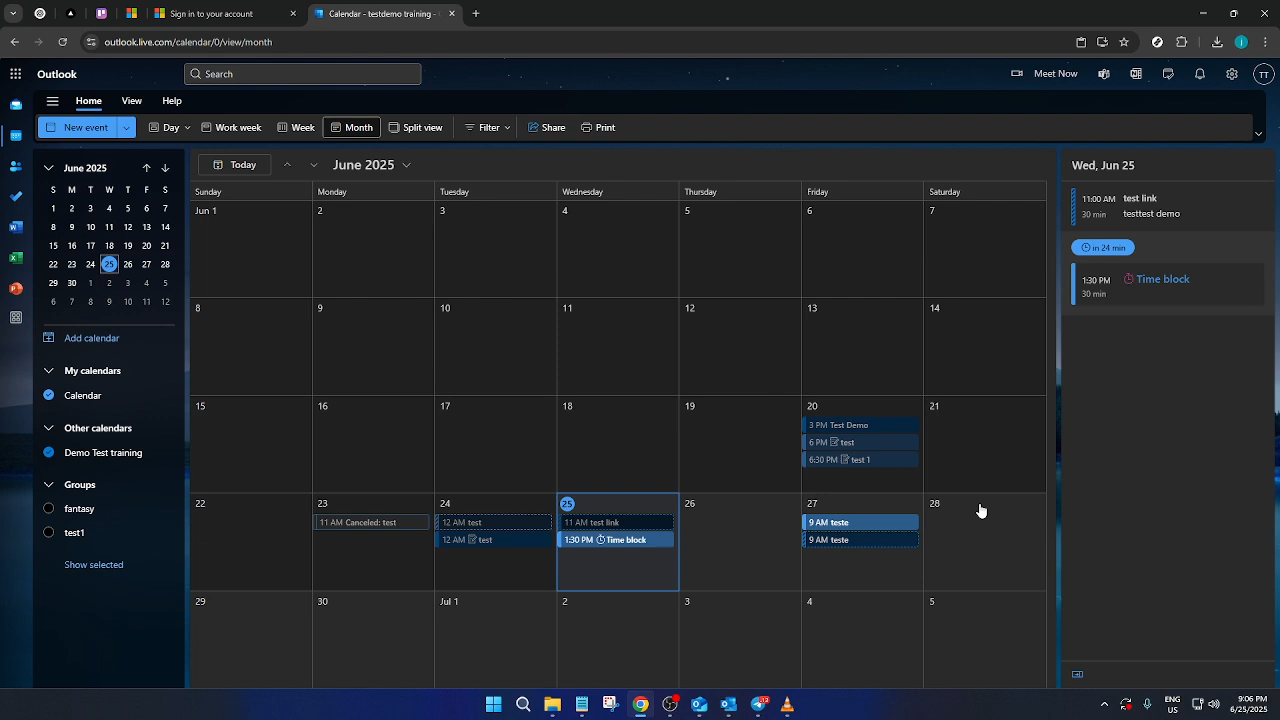 Sign in to your account
Calendar - testdemo training -
outlook.live.com/calendar/0/view/month
Outlook
Search
Meet Now
TT
Home View Help
New event Day Work week Week Month Split view Filter Share Print
June 2025
S M T W T F S
1 2 3 4 5 6 7
8 9 10 11 12 13 14
15 16 17 18 19 20 21
22 23 24 25 26 27 28
29 30 1 2 3 4 5
6 7 8 9 10 11 12
Add calendar
My calendars
Calendar
Other calendars
Demo Test training
Groups
fantasy
test1
Show selected
Today June 2025
Sunday Monday Tuesday Wednesday Thursday Friday Saturday
Jun 1 2 3 4 5 6 7
8 9 10 11 12 13 14
15 16 17 18 19 20 21
3 PM Test Demo
6 PM test
6:30 PM test 1
22 23 24 25 26 27 28
11 AM Canceled: test 12 AM test 11 AM test link 9 AM teste
12 AM test 1:30 PM Time block 9 AM teste
29 30 Jul 1 2 3 4 5
Wed, Jun 25
11:00 AM test link
30 min testtest demo
in 24 min
1:30 PM Time block
30 min
13
ENG
US
9:06 PM
6/25/2025